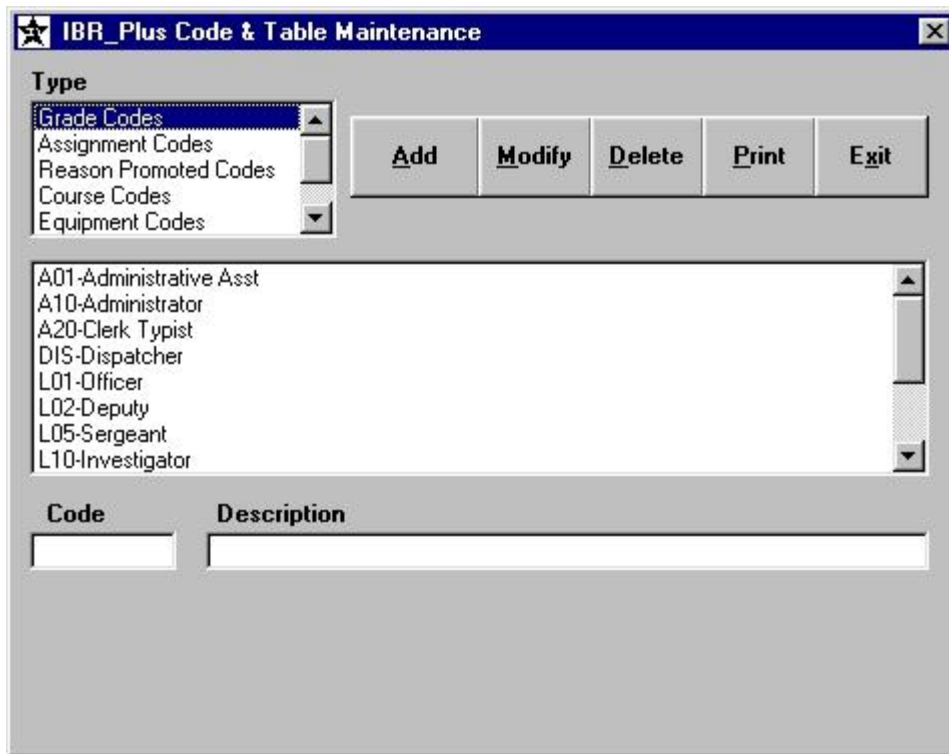 IBR_Plus Code & Table Maintenance
Type
Grade Codes
Assignment Codes
Reason Promoted Codes
Course Codes
Equipment Codes
Add Modify Delete Print Exit
A01-Administrative Asst
A10-Administrator
A20-Clerk Typist
DIS-Dispatcher
L01-Officer
L02-Deputy
L05-Sergeant
L10-Investigator
Code Description